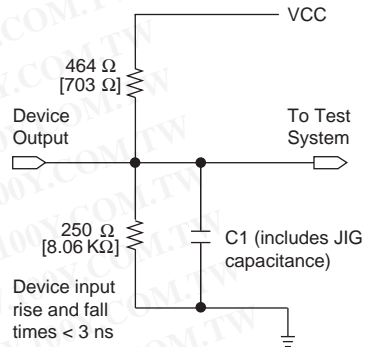 VCC
464 Ω
[703 Ω]
Device
Output
To Test
System
250 Ω
[8.06 KΩ]
C1 (includes JIG
capacitance)
Device input
rise and fall
times < 3 ns